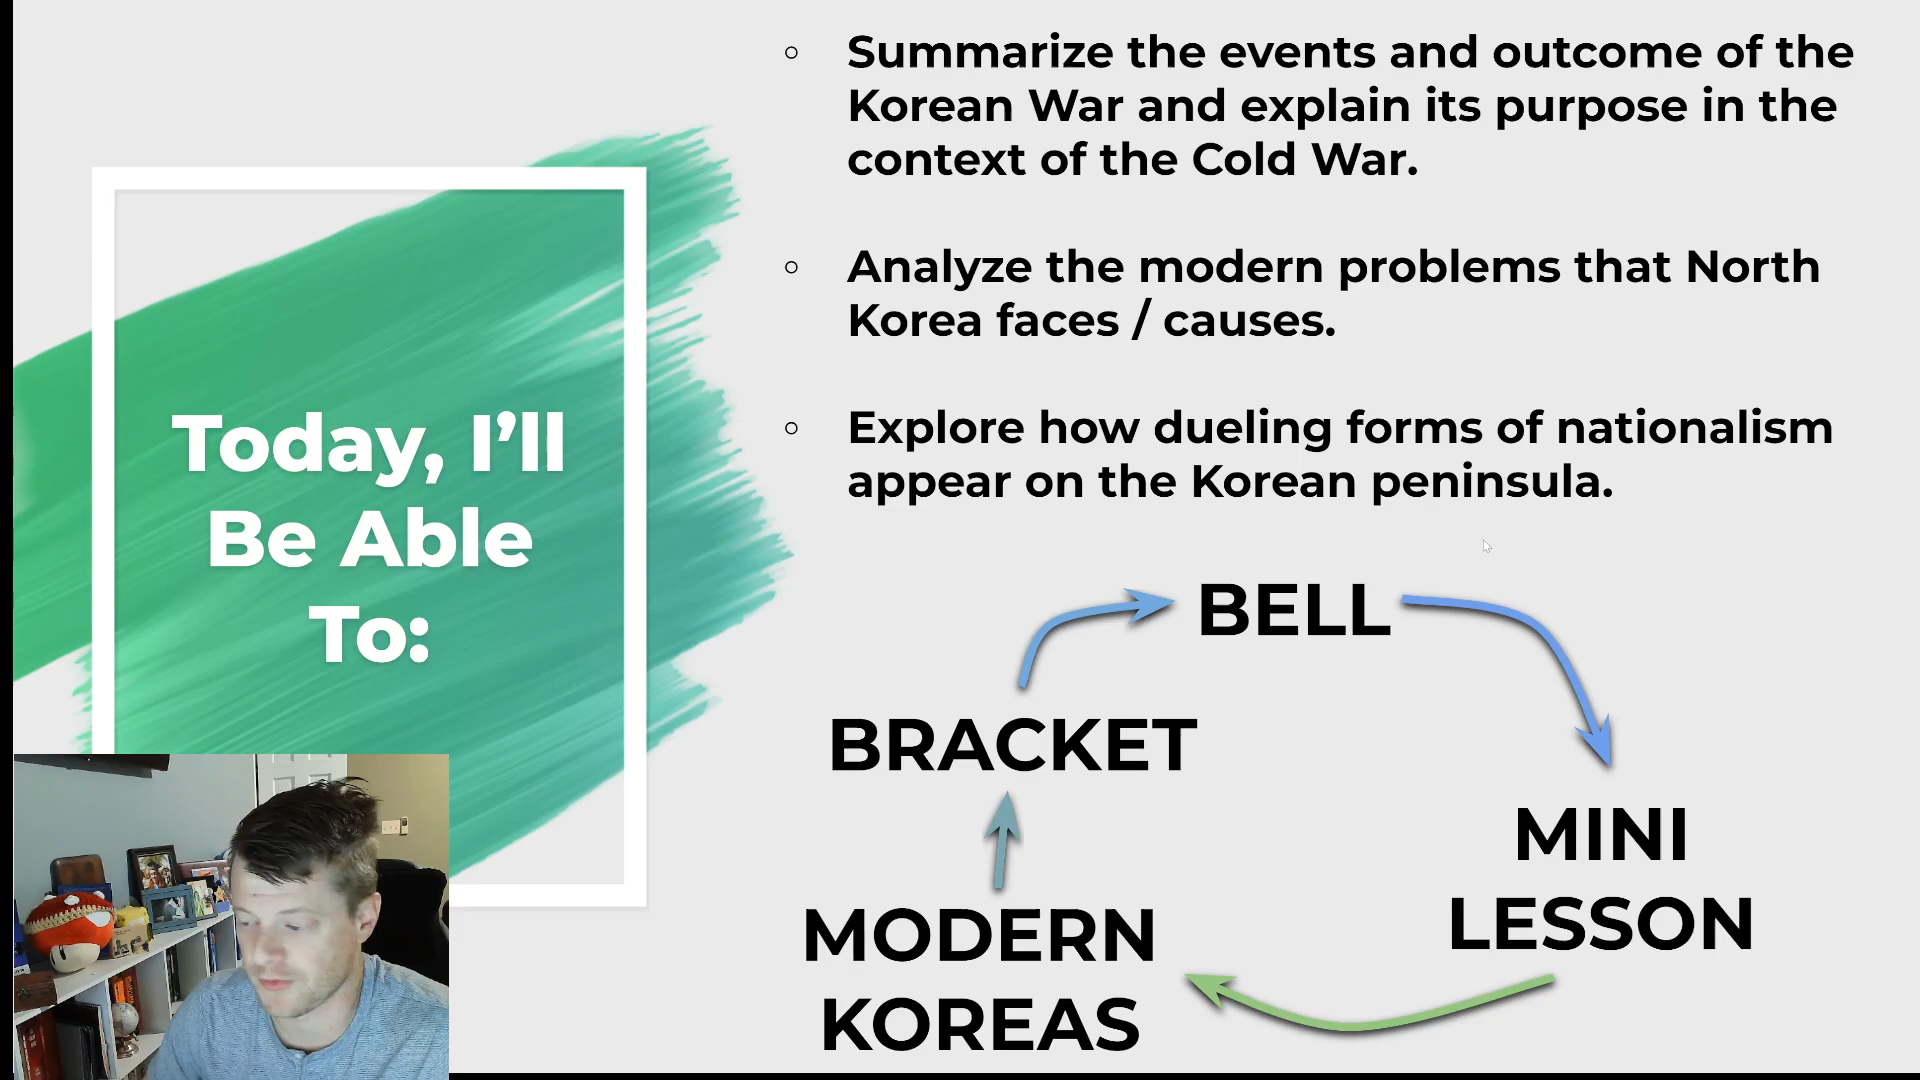 Today, I’ll
Be Able
To:
Summarize the events and outcome of the
Korean War and explain its purpose in the
context of the Cold War.
Analyze the modern problems that North
Korea faces / causes.
Explore how dueling forms of nationalism
appear on the Korean peninsula.
BELL
BRACKET
MINI
LESSON
MODERN
KOREAS